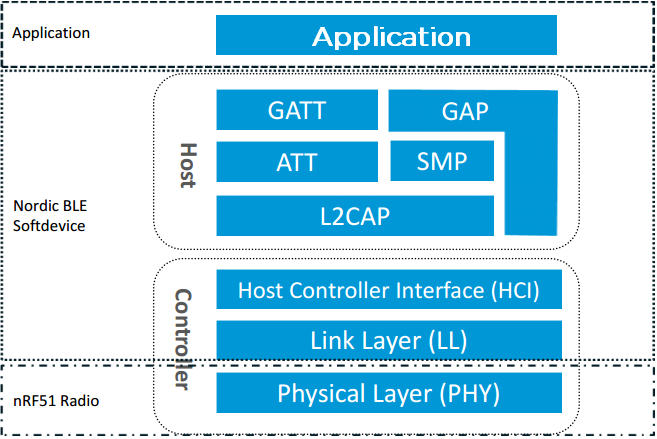 Application
Application
Nordic BLE
Softdevice
Host
GATT
GAP
ATT
SMP
L2CAP
Controller
Host Controller Interface (HCI)
Link Layer (LL)
nRF51 Radio
Physical Layer (PHY)